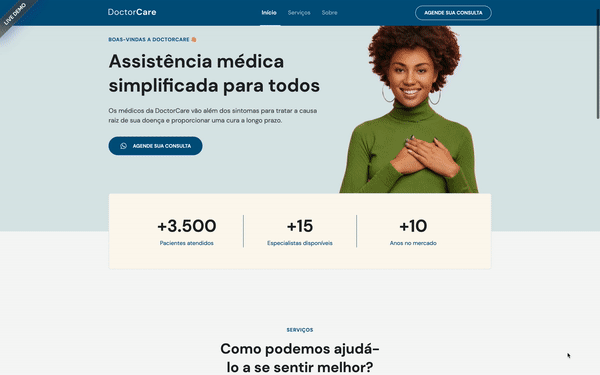 LIVE DEMO
DoctorCare
Início Serviços Sobre
AGENDE SUA CONSULTA
BOAS-VINDAS A DOCTORCARE 👋
Assistência médica
simplificada para todos
Os médicos da DoctorCare vão além dos sintomas para tratar a causa
raiz de sua doença e proporcionar uma cura a longo prazo.
AGENDE SUA CONSULTA
+3.500 +15 +10
Pacientes atendidos Especialistas disponíveis Anos no mercado
SERVIÇOS
Como podemos ajudá-
lo a se sentir melhor?